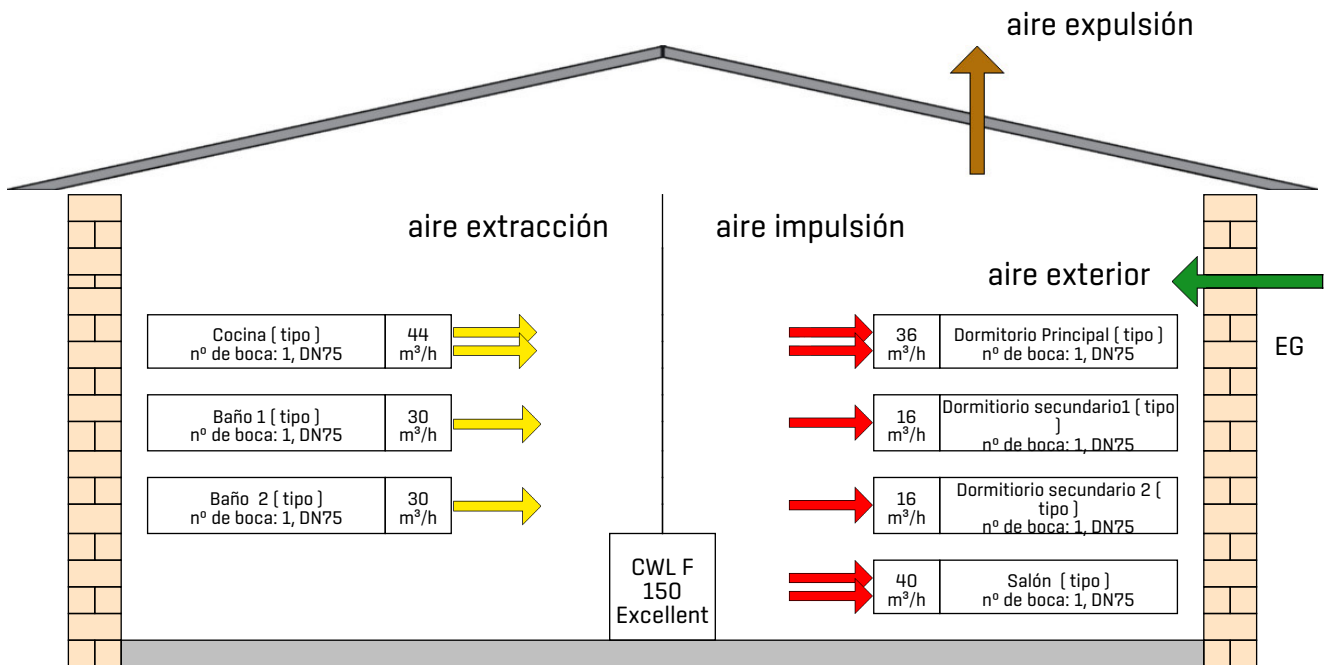 aire expulsión
aire extracción
aire impulsión
aire exterior
Cocina ( tipo )
nº de boca: 1, DN75
44
m³/h
36
m³/h
Dormitorio Principal ( tipo )
nº de boca: 1, DN75
EG
Baño 1 ( tipo )
nº de boca: 1, DN75
30
m³/h
16
m³/h
Dormitiorio secundario1 ( tipo
)
nº de boca: 1, DN75
Baño 2 ( tipo )
nº de boca: 1, DN75
30
m³/h
16
m³/h
Dormitiorio secundario 2 (
tipo )
nº de boca: 1, DN75
CWL F
150
Excellent
40
m³/h
Salón ( tipo )
nº de boca: 1, DN75